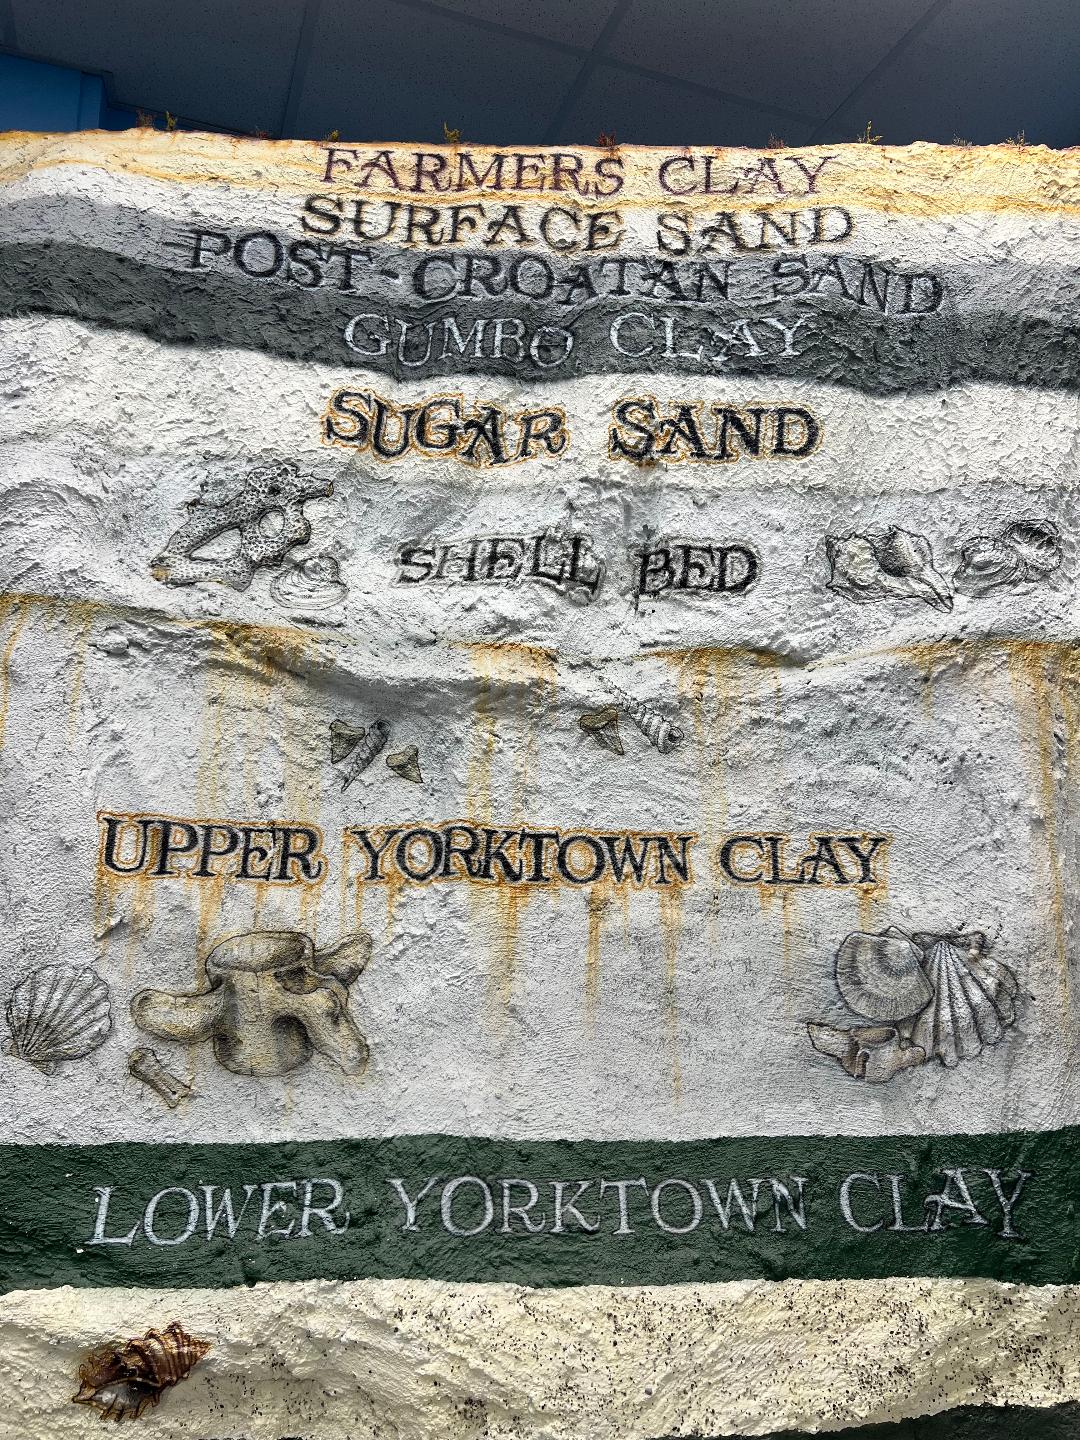 FARMERS CLAY
SURFACE SAND
POST-CROATAN SAND
GUMBO CLAY
SUGAR SAND
SHELL BED
UPPER YORKTOWN CLAY
LOWER YORKTOWN CLAY